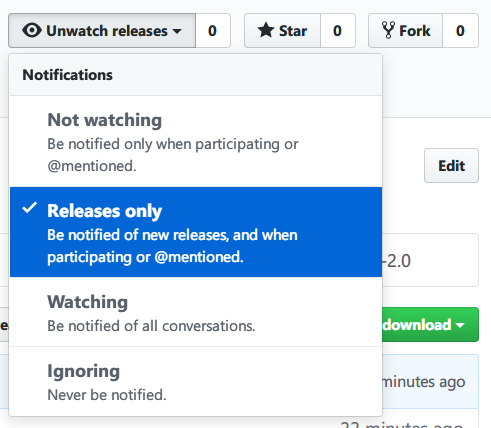 Unwatch releases 0 Star 0 Fork 0
Notifications
Not watching
Be notified only when participating or
@mentioned.
Edit
Releases only
Be notified of new releases, and when
participating or @mentioned.
-2.0
Watching
Be notified of all conversations.
download
Ignoring
minutes ago
Never be notified.
minutes ago